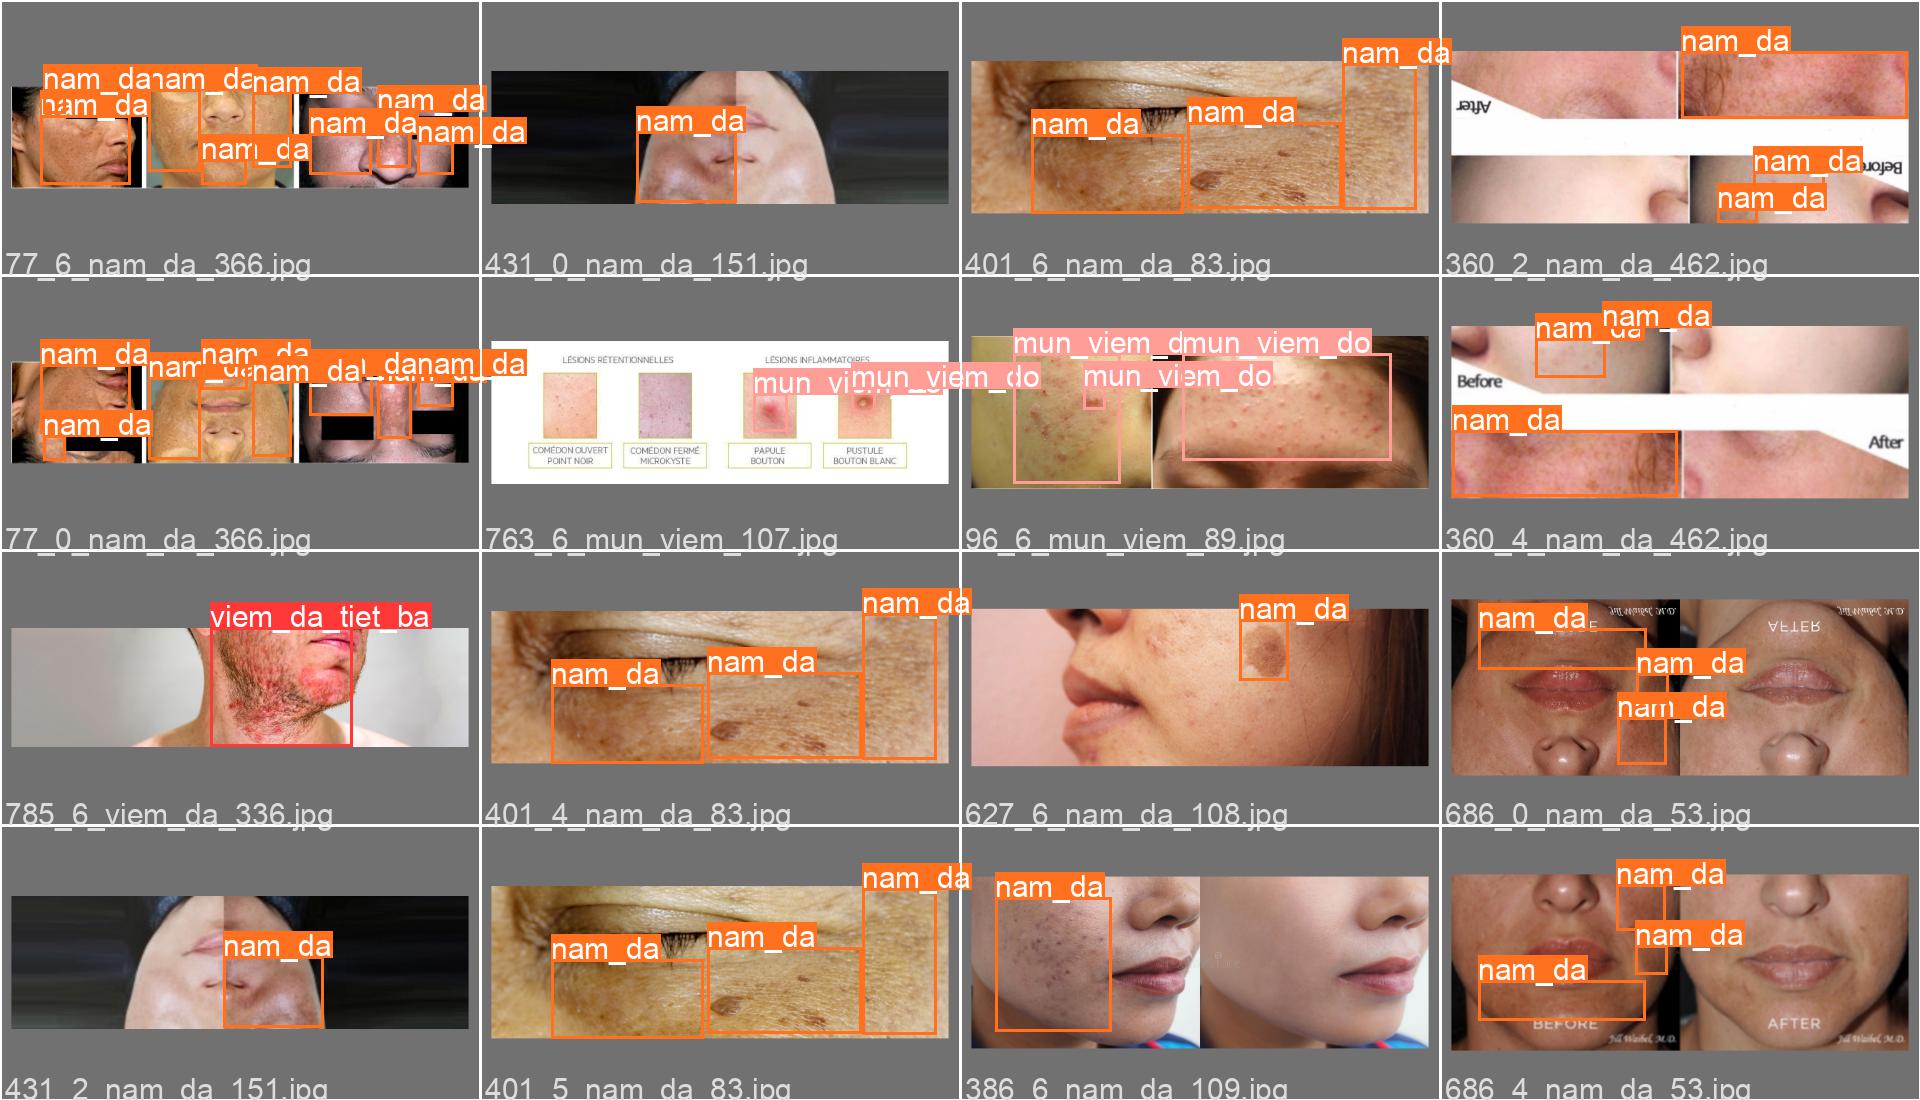 nam_da
nam_da
nam_da
nam_da
nam_da
nam_da
nam_da
nam_da
77_6_nam_da_366.jpg
nam_da
431_0_nam_da_151.jpg
nam_da
nam_da
nam_da
401_6_nam_da_83.jpg
nam_da
After
nam_da
Before
nam_da
360_2_nam_da_462.jpg
nam_da
nam_da
nam_da
nam_da
nam_da
nam_da
nam_da
77_0_nam_da_366.jpg
LÉSIONS RÉTENTIONNELLES
LÉSIONS INFLAMMATOIRES
mun_viem_do
COMÉDON OUVERT
POINT NOIR
COMÉDON FERMÉ
MICROKYSTE
PAPULE
BOUTON
PUSTULE
BOUTON BLANC
763_6_mun_viem_107.jpg
mun_viem_do
mun_viem_do
96_6_mun_viem_89.jpg
nam_da
nam_da
Before
nam_da
After
360_4_nam_da_462.jpg
viem_da_tiet_ba
785_6_viem_da_336.jpg
nam_da
nam_da
nam_da
401_4_nam_da_83.jpg
nam_da
627_6_nam_da_108.jpg
nam_da
AFTER
nam_da
nam_da
686_0_nam_da_53.jpg
nam_da
431_2_nam_da_151.jpg
nam_da
nam_da
nam_da
401_5_nam_da_83.jpg
nam_da
386_6_nam_da_109.jpg
nam_da
nam_da
nam_da
BEFORE
AFTER
Jill Waibel, M.D.
686_4_nam_da_53.jpg